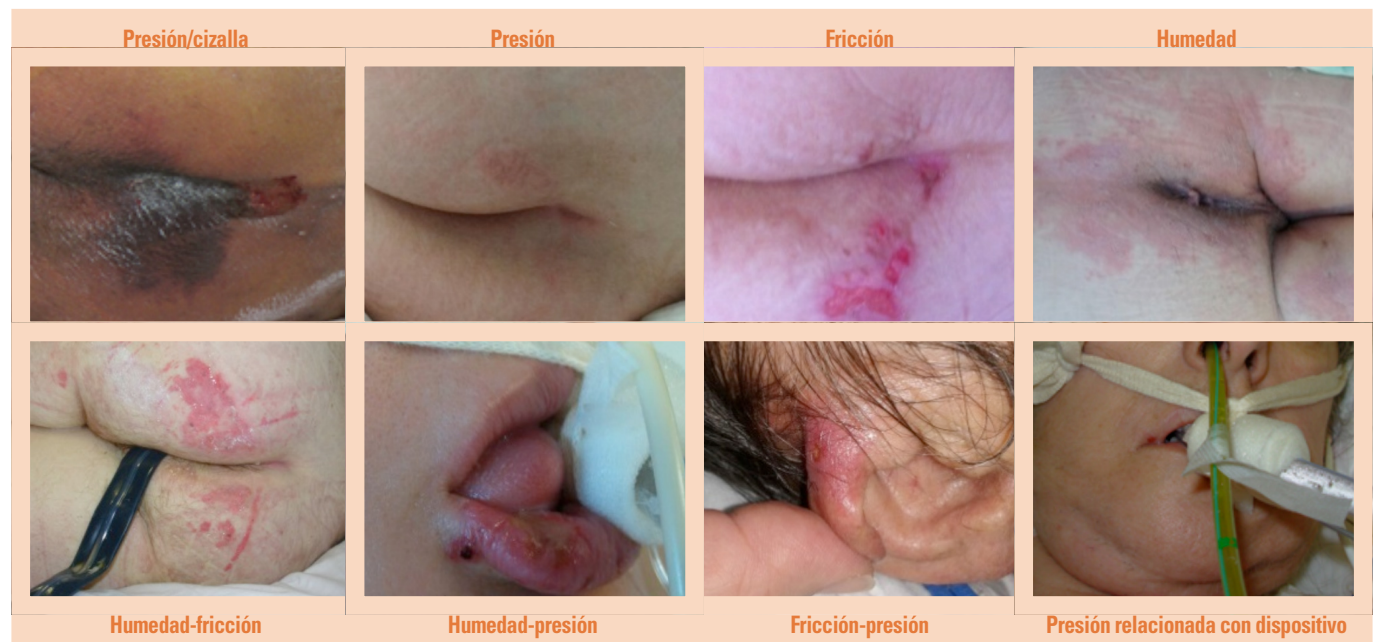 Presión/cizalla
Presión
Fricción
Humedad
Humedad-fricción
Humedad-presión
Fricción-presión
Presión relacionada con dispositivo